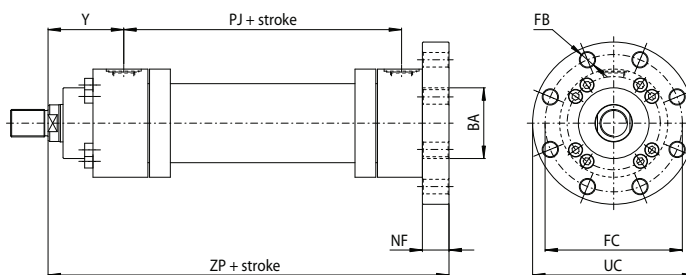 Y
PJ + stroke
FB
BA
NF
FC
ZP + stroke
UC